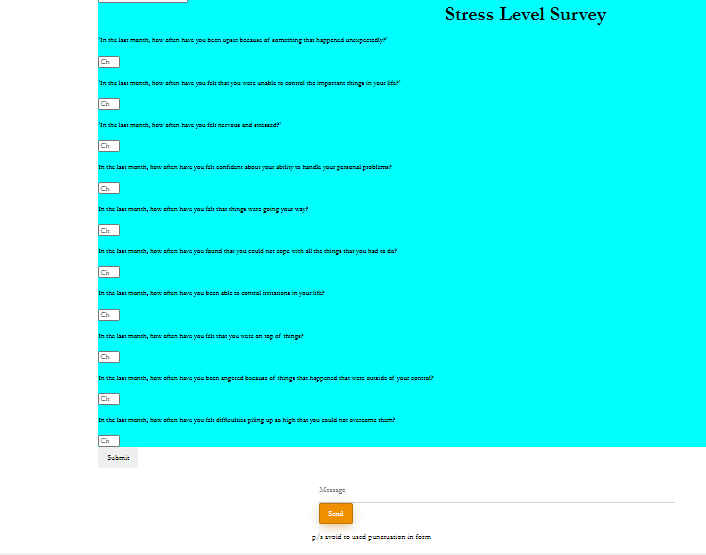 Stress Level Survey
'In the last month, how often have you been upset because of something that happened unexpectedly?'
Ch
'In the last month, how often have you felt that you were unable to control the important things in your life?'
Ch
'In the last month, how often have you felt nervous and stressed?'
Ch
In the last month, how often have you felt confident about your ability to handle your personal problems?
Ch
In the last month, how often have you felt that things were going your way?
Ch
In the last month, how often have you found that you could not cope with all the things that you had to do?
Ch
In the last month, how often have you been able to control irritations in your life?
Ch
In the last month, how often have you felt that you were on top of things?
Ch
In the last month, how often have you been angered because of things that happened that were outside of your control?
Ch
In the last month, how often have you felt difficulties piling up so high that you could not overcome them?
Ch
Submit
Message
Send
p/s avoid to used punctuation in form